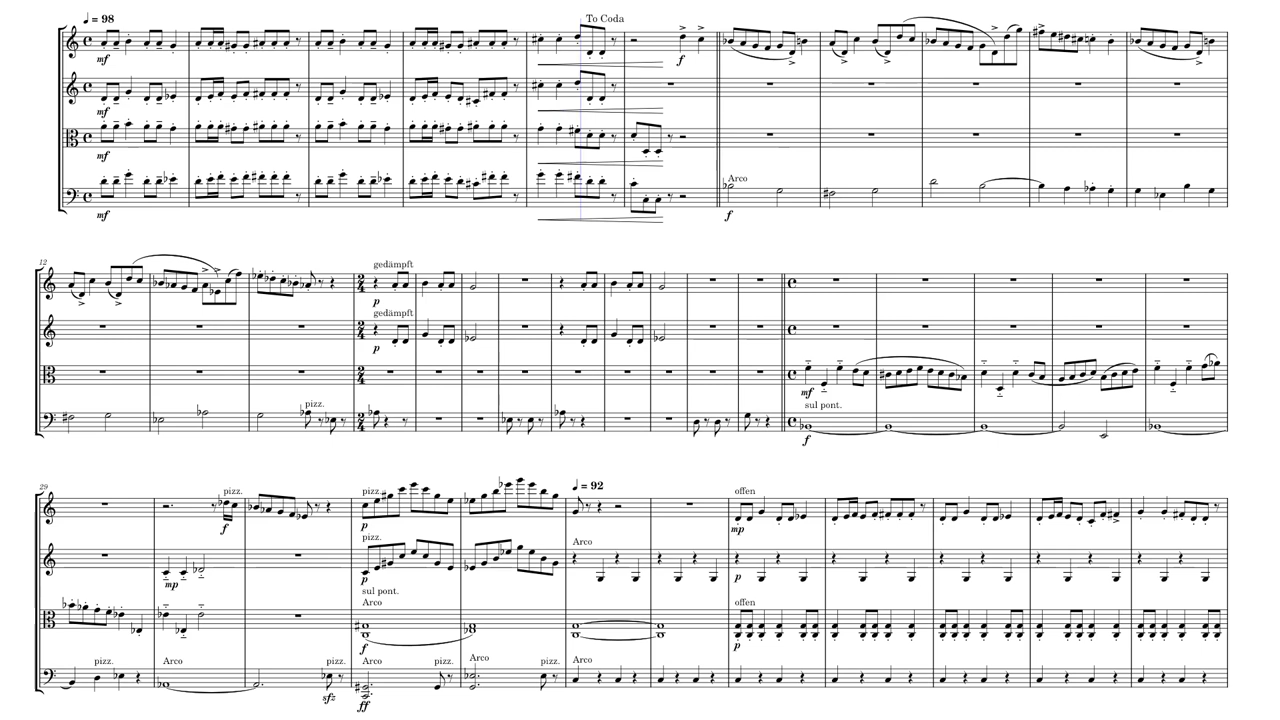 𝅘𝅥 = 98
To Coda
mf
f
mf
mf
Arco
mf
f
12
gedämpft
p
gedämpft
p
mf
pizz.
sul pont.
f
29
pizz.
pizz.
𝅘𝅥 = 92
offen
f
p
mp
pizz.
Arco
mp
p
p
sul pont.
Arco
offen
f
p
pizz.
Arco
pizz.
Arco
pizz.
Arco
pizz.
Arco
sfz
ff